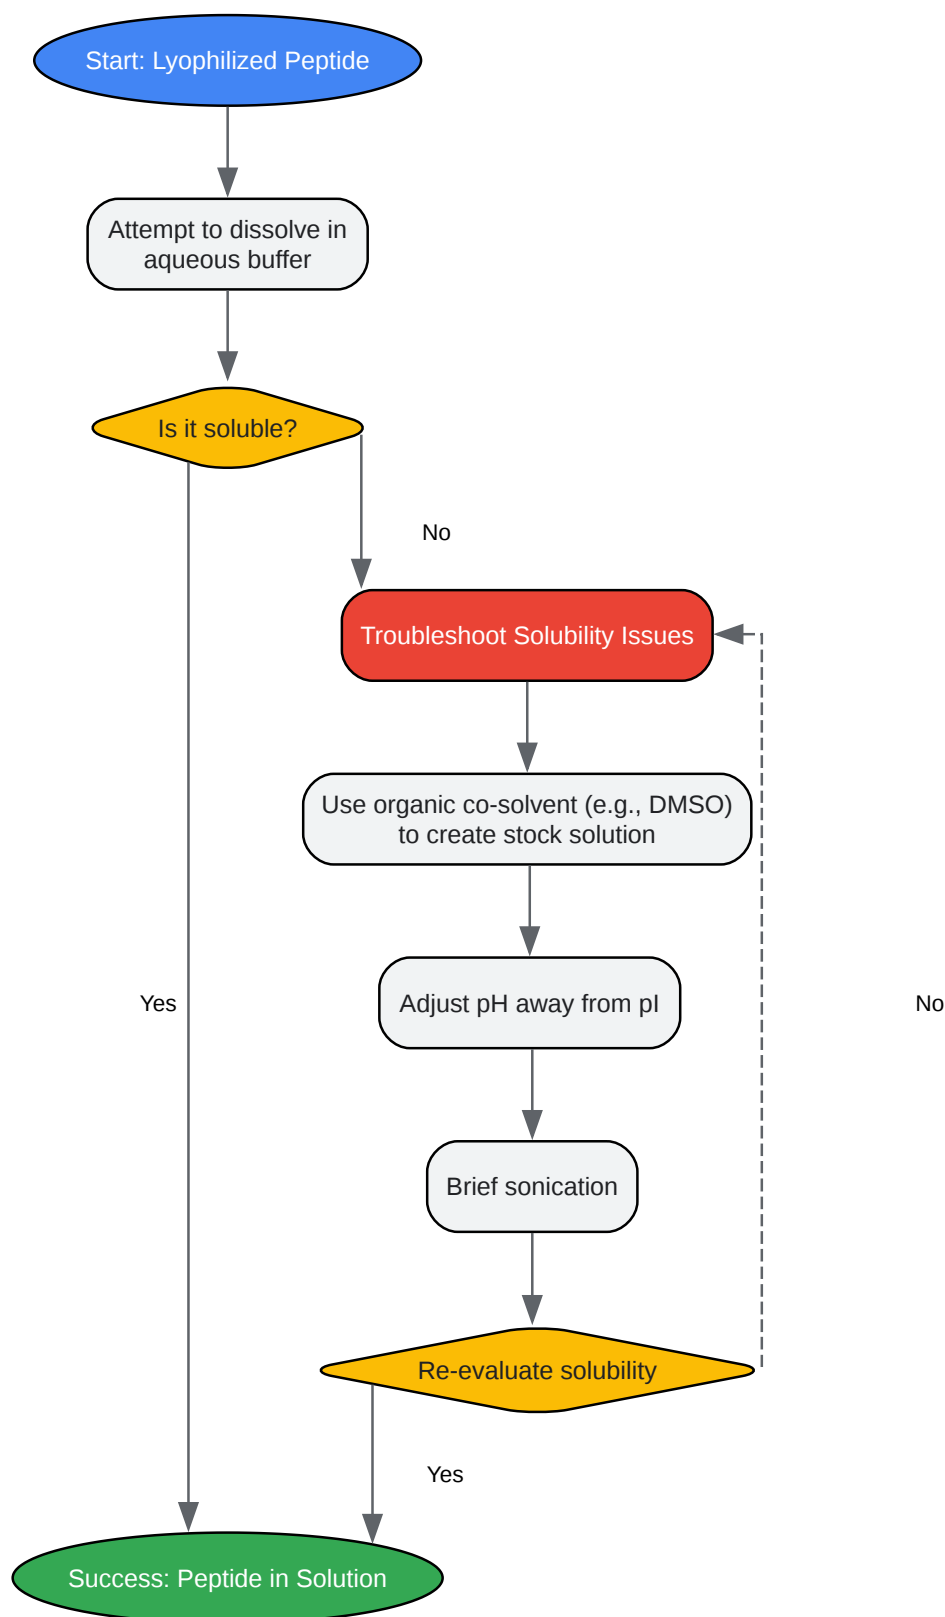 Start: Lyophilized Peptide
Attempt to dissolve in
aqueous buffer
Is it soluble?
No
Troubleshoot Solubility Issues
Use organic co-solvent (e.g., DMSO)
to create stock solution
Adjust pH away from pI
Yes
No
Brief sonication
Re-evaluate solubility
Yes
Success: Peptide in Solution